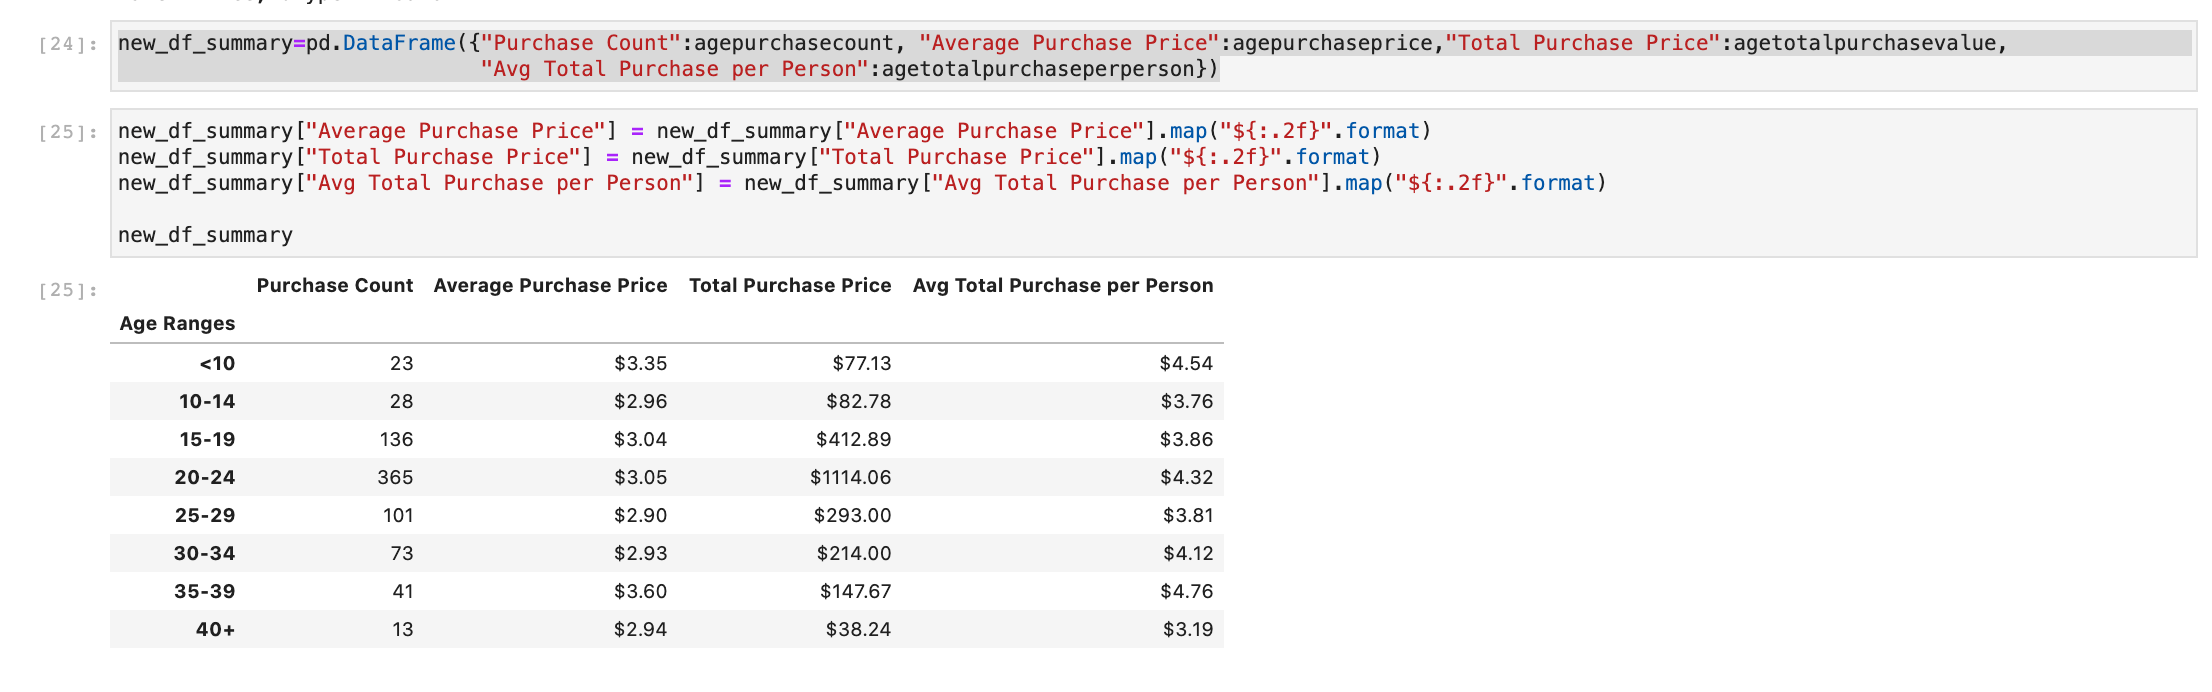 [24]: new_df_summary=pd.DataFrame({"Purchase Count":agepurchasecount, "Average Purchase Price":agepurchaseprice,"Total Purchase Price":agetotalpurchasevalue,
"Avg Total Purchase per Person":agetotalpurchaseperperson})
[25]: new_df_summary["Average Purchase Price"] = new_df_summary["Average Purchase Price"].map("${:.2f}".format)
new_df_summary["Total Purchase Price"] = new_df_summary["Total Purchase Price"].map("${:.2f}".format)
new_df_summary["Avg Total Purchase per Person"] = new_df_summary["Avg Total Purchase per Person"].map("${:.2f}".format)
new_df_summary
[25]: Purchase Count Average Purchase Price Total Purchase Price Avg Total Purchase per Person
Age Ranges
<10 23 $3.35 $77.13 $4.54
10-14 28 $2.96 $82.78 $3.76
15-19 136 $3.04 $412.89 $3.86
20-24 365 $3.05 $1114.06 $4.32
25-29 101 $2.90 $293.00 $3.81
30-34 73 $2.93 $214.00 $4.12
35-39 41 $3.60 $147.67 $4.76
40+ 13 $2.94 $38.24 $3.19